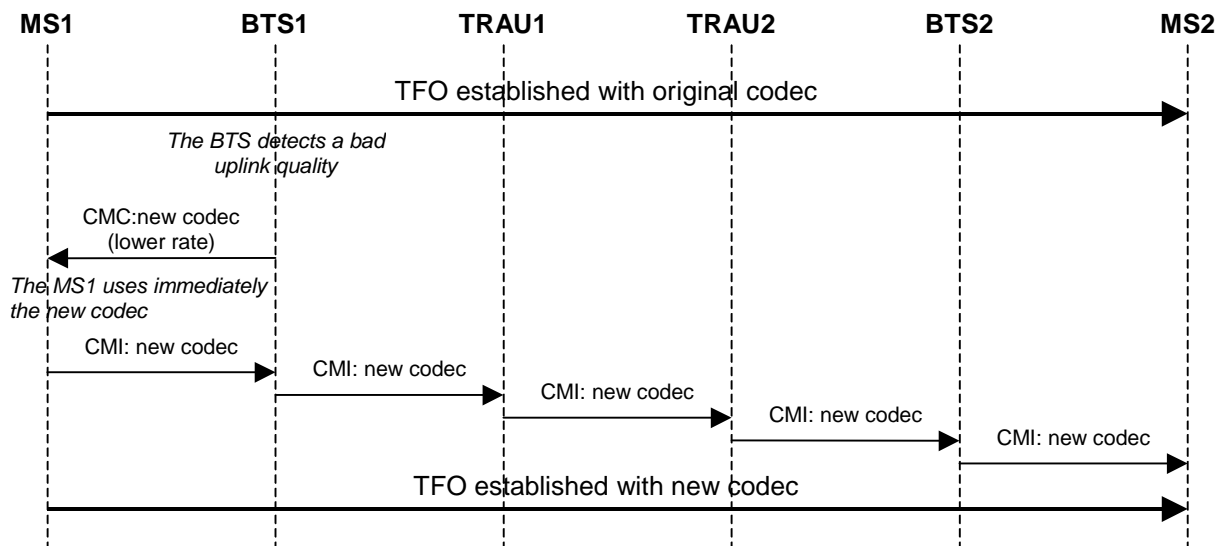 MS1 BTS1 TRAU1 TRAU2 BTS2 MS2
TFO established with original codec
The BTS detects a bad
uplink quality
CMC:new codec
(lower rate)
The MS1 uses immediately
the new codec
CMI: new codec
CMI: new codec
CMI: new codec
CMI: new codec
CMI: new codec
TFO established with new codec